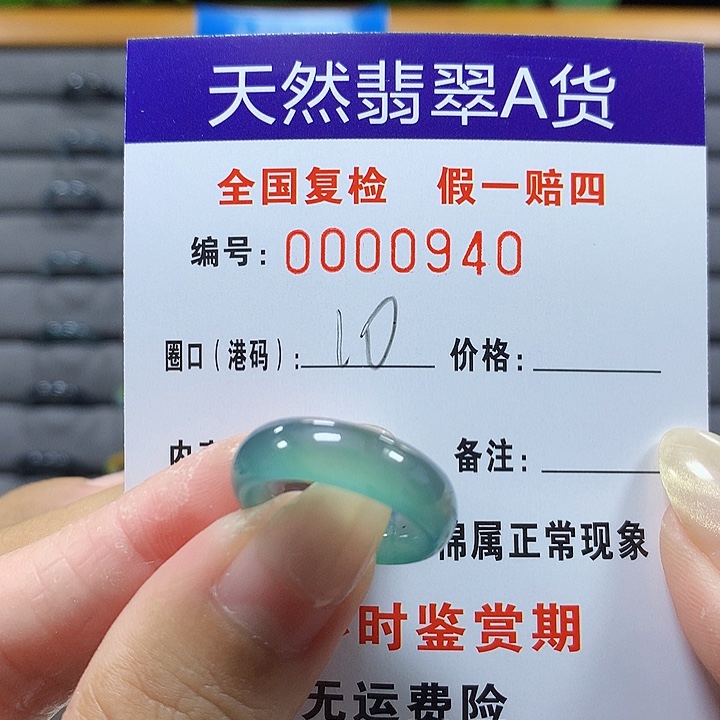 天然翡翠A货
全国复检 假一赔四
编号: 0000940
圈口(港码): 10 价格:
内 备注:
棉属正常现象
时鉴赏期
无运费险